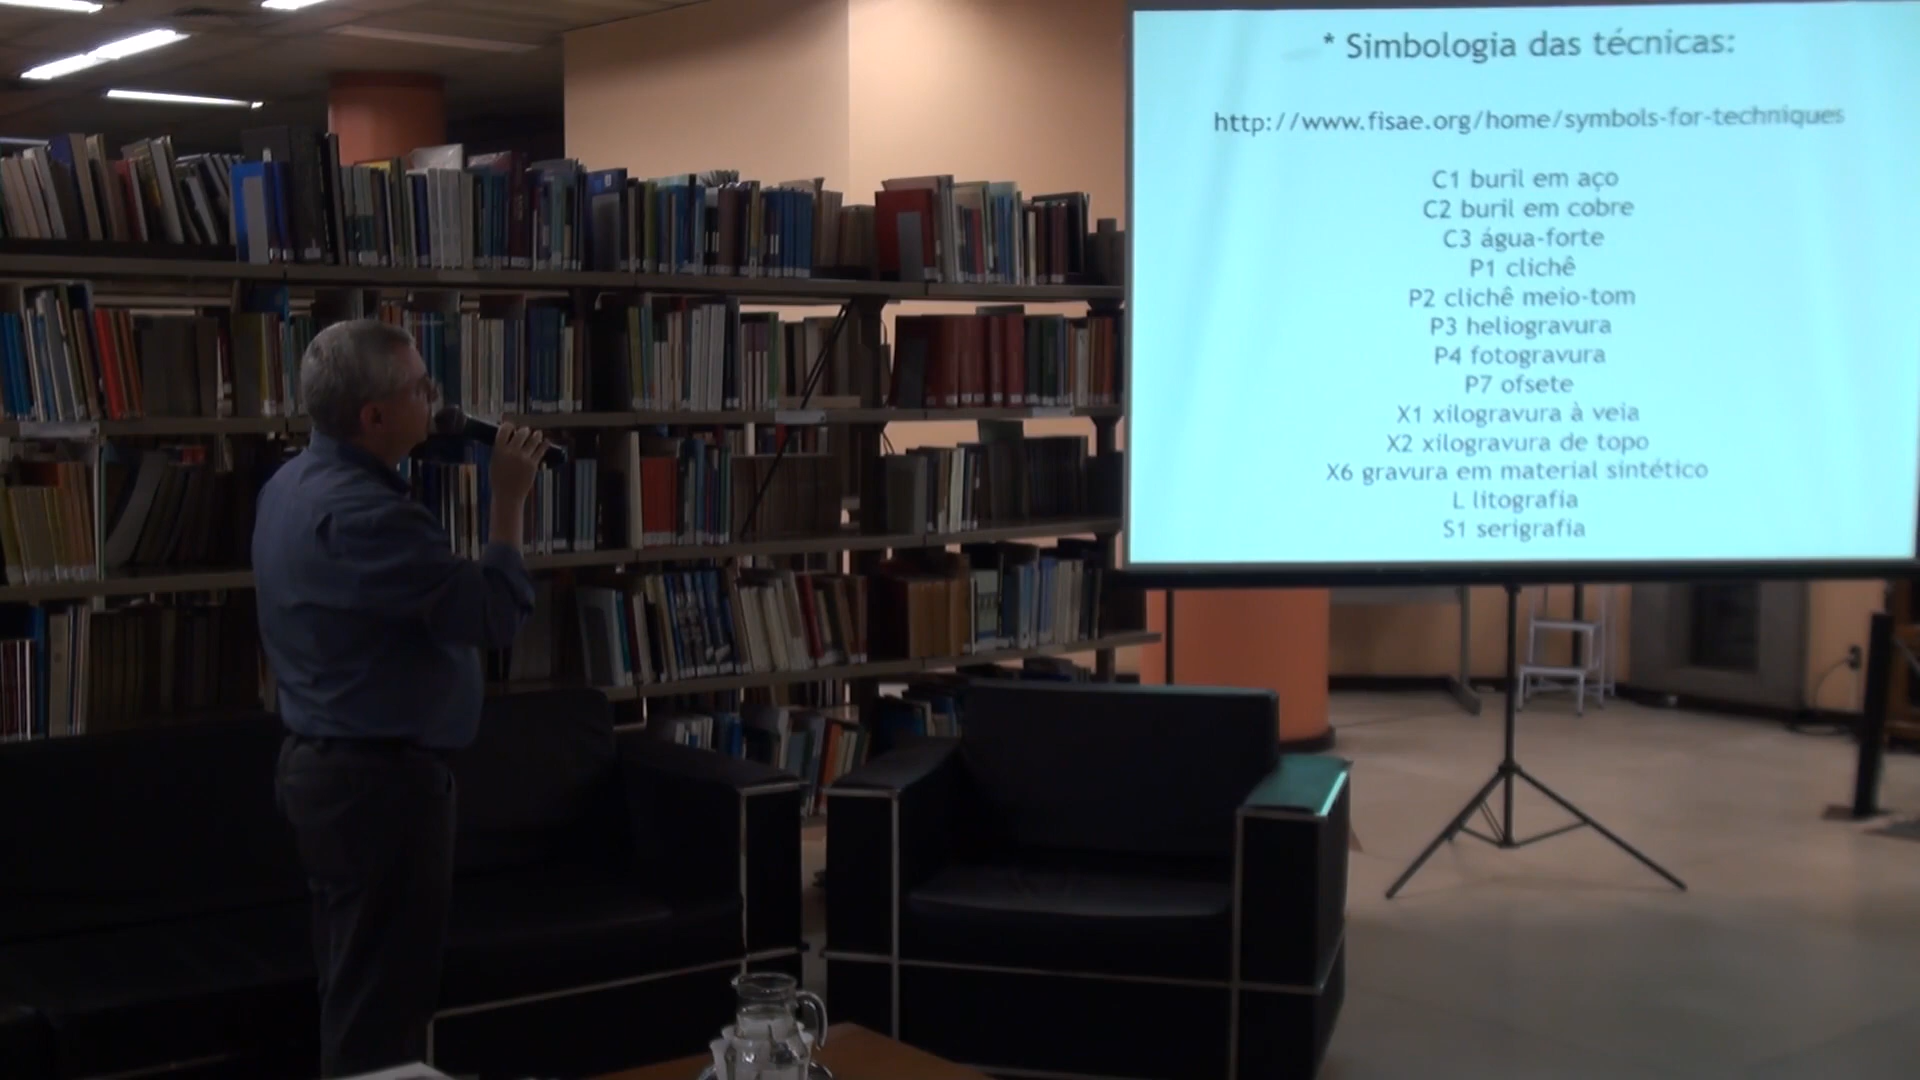 * Simbologia das técnicas:
http://www.fisae.org/home/symbols-for-techniques
C1 buril em aço
C2 buril em cobre
C3 água-forte
P1 clichê
P2 clichê meio-tom
P3 heliogravura
P4 fotogravura
P7 ofsete
X1 xilogravura à veia
X2 xilogravura de topo
X6 gravura em material sintético
L litografia
S1 serigrafia